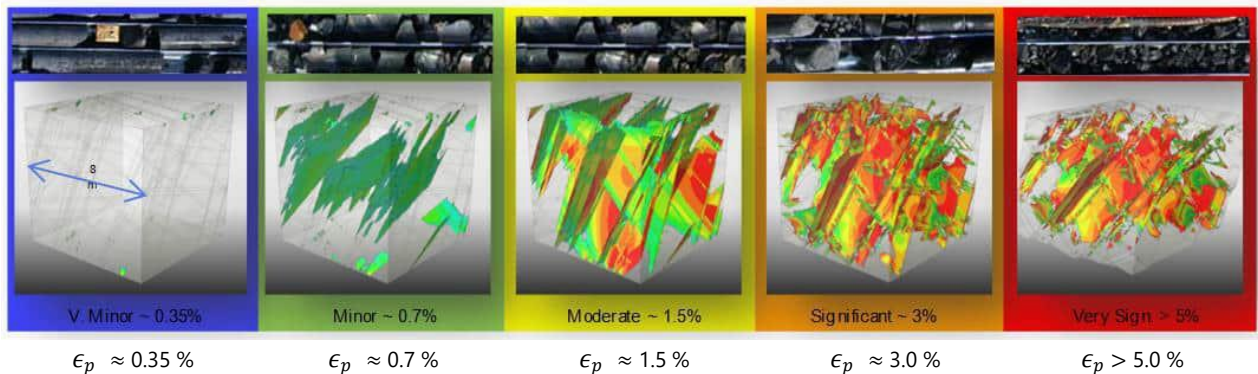 8
m
V. Minor ~ 0.35%
Minor ~ 0.7%
Moderate ~ 1.5%
Significant ~ 3%
Very Sign. > 5%
ϵₚ ≈ 0.35 %
ϵₚ ≈ 0.7 %
ϵₚ ≈ 1.5 %
ϵₚ ≈ 3.0 %
ϵₚ > 5.0 %